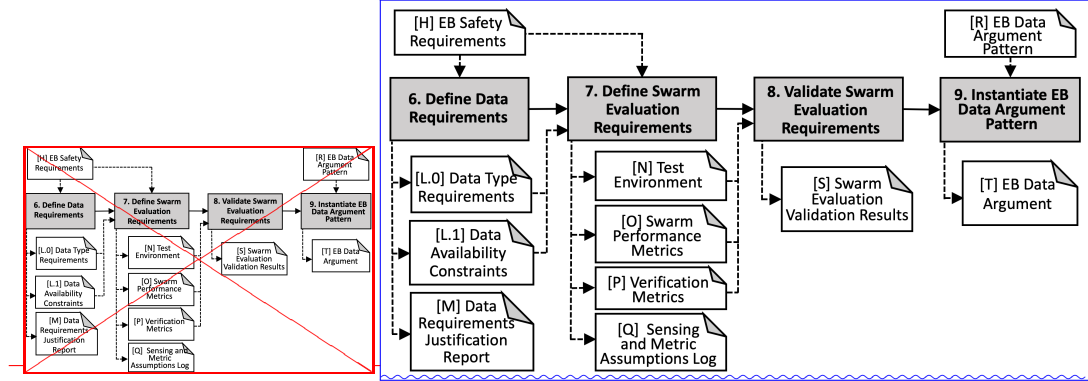 [H] EB Safety
Requirements
[R] EB Data
Argument
Pattern
6. Define Data
Requirements
7. Define Swarm
Evaluation
Requirements
8. Validate Swarm
Evaluation
Requirements
9. Instantiate EB
Data Argument
Pattern
[L.0] Data Type
Requirements
[N] Test
Environment
[S] Swarm
Evaluation
Validation Results
[T] EB Data
Argument
[L.1] Data
Availability
Constraints
[O] Swarm
Performance
Metrics
[M] Data
Requirements
Justification
Report
[P] Verification
Metrics
[Q] Sensing and
Metric
Assumptions Log
[H] EB Safety
Requirements
[R] EB Data
Argument
Pattern
6. Define Data
Requirements
7. Define Swarm
Evaluation
Requirements
8. Validate Swarm
Evaluation
Requirements
9. Instantiate EB
Data Argument
Pattern
[L.0] Data Type
Requirements
[N] Test
Environment
[S] Swarm
Evaluation
Validation Results
[T] EB Data
Argument
[L.1] Data
Availability
Constraints
[O] Swarm
Performance
Metrics
[P] Verification
Metrics
[M] Data
Requirements
Justification
Report
[Q] Sensing
and Metric
Assumptions Log